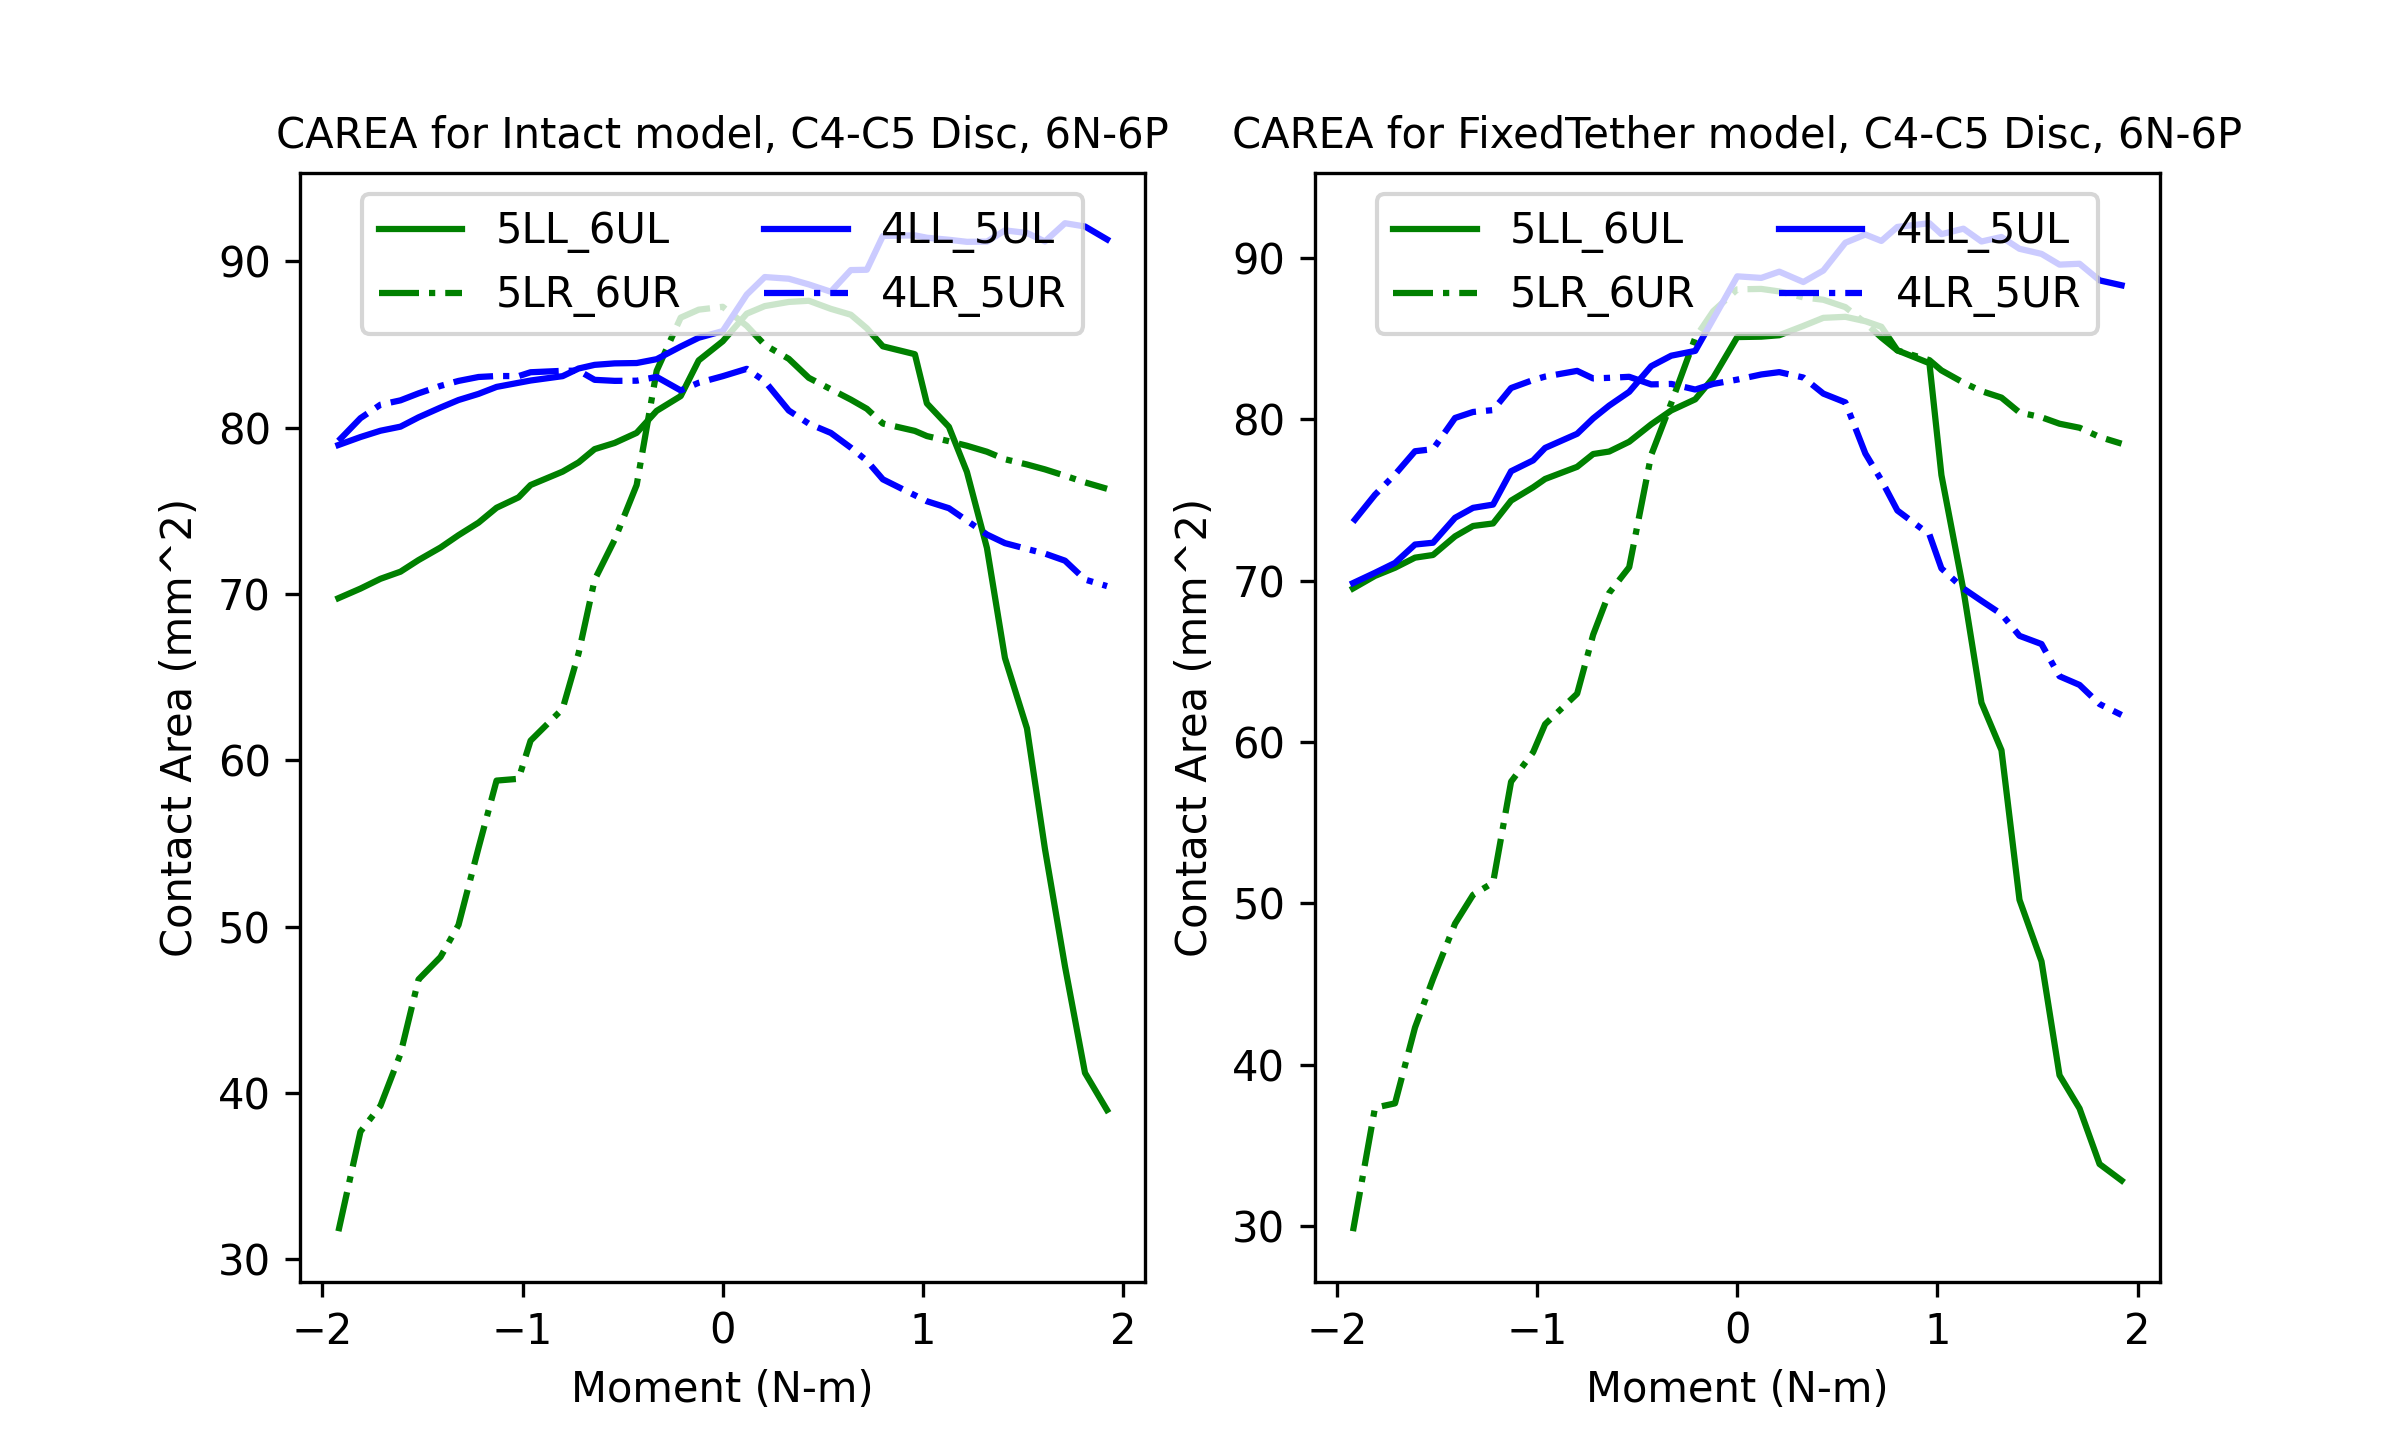 CAREA for Intact model, C4-C5 Disc, 6N-6P
5LL_6UL
5LR_6UR
4LL_5UL
4LR_5UR
90
80
70
60
50
40
30
Contact Area (mm^2)
−2
−1
0
1
2
Moment (N-m)
CAREA for FixedTether model, C4-C5 Disc, 6N-6P
5LL_6UL
5LR_6UR
4LL_5UL
4LR_5UR
90
80
70
60
50
40
30
Contact Area (mm^2)
−2
−1
0
1
2
Moment (N-m)